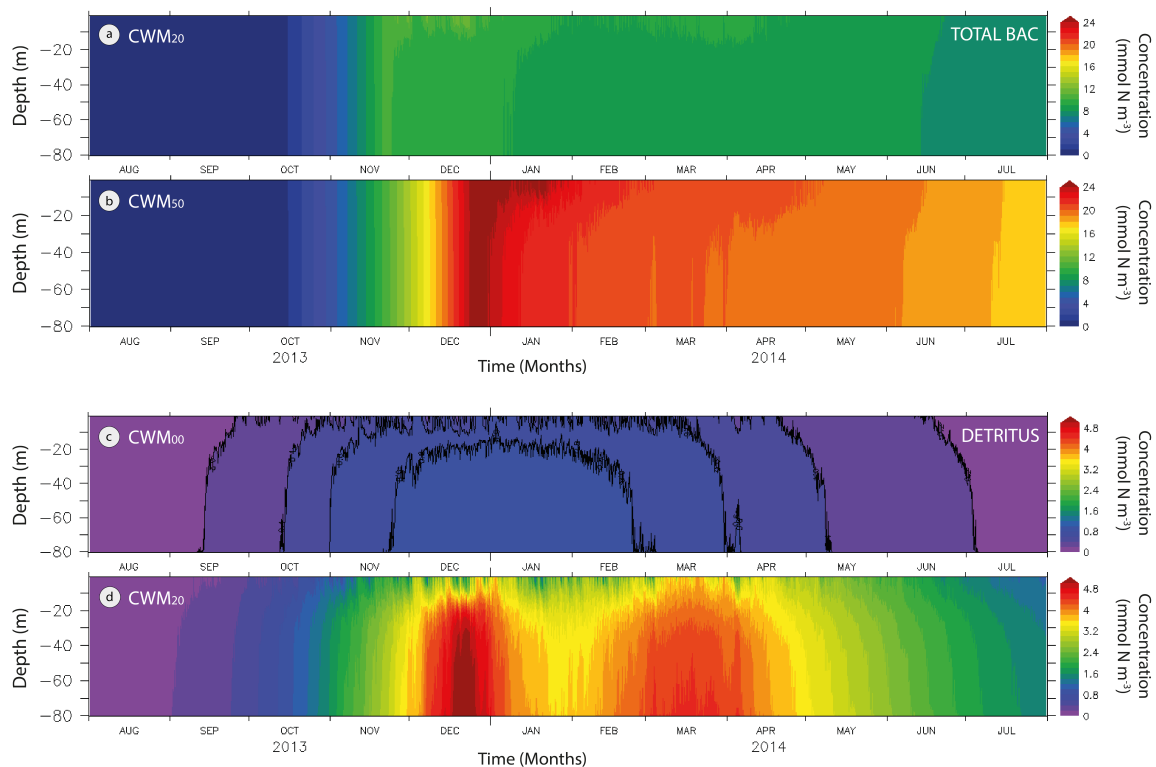 a CWM20
TOTAL BAC
Depth (m)
−20
−40
−60
−80
24
20
16
12
8
4
0
Concentration
(mmol N m-3)
AUG SEP OCT NOV DEC JAN FEB MAR APR MAY JUN JUL
b CWM50
Depth (m)
−20
−40
−60
−80
24
20
16
12
8
4
0
Concentration
(mmol N m-3)
AUG SEP OCT NOV DEC JAN FEB MAR APR MAY JUN JUL
2013 2014
Time (Months)
c CWM00
DETRITUS
Depth (m)
−20
−40
−60
−80
4.8
4
3.2
2.4
1.6
0.8
0
Concentration
(mmol N m-3)
AUG SEP OCT NOV DEC JAN FEB MAR APR MAY JUN JUL
d CWM20
Depth (m)
−20
−40
−60
−80
4.8
4
3.2
2.4
1.6
0.8
0
Concentration
(mmol N m-3)
AUG SEP OCT NOV DEC JAN FEB MAR APR MAY JUN JUL
2013 2014
Time (Months)